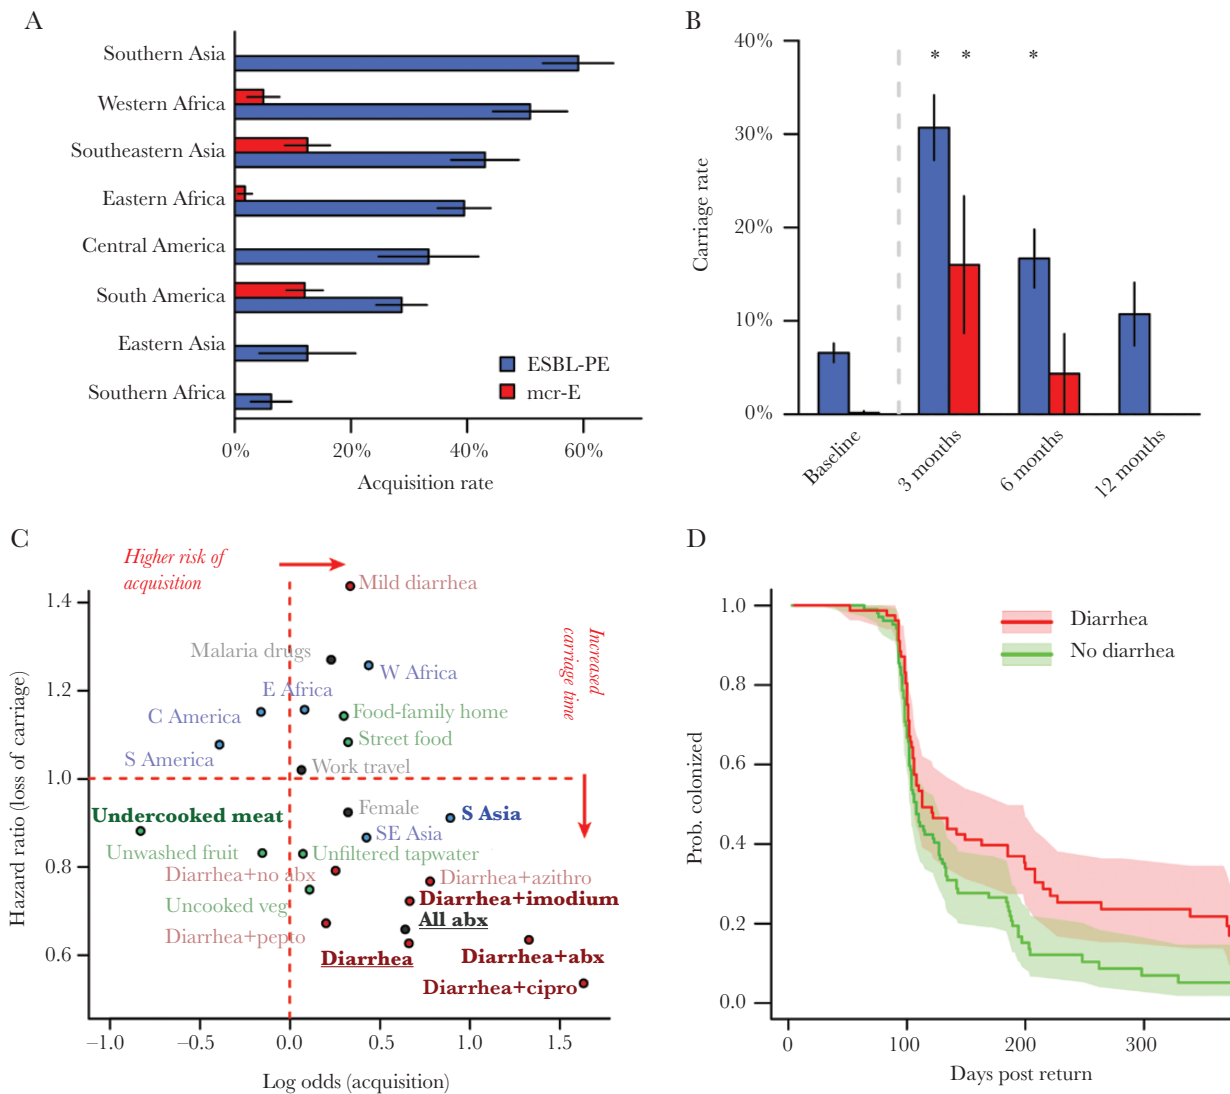 A
Southern Asia
Western Africa
Southeastern Asia
Eastern Africa
Central America
South America
Eastern Asia
Southern Africa
ESBL-PE
mcr-E
0%
20%
40%
60%
Acquisition rate
B
40%
30%
20%
10%
0%
Carriage rate
* * *
Baseline
3 months
6 months
12 months
C
Higher risk of
acquisition
Increased
carriage time
1.4
1.2
1.0
0.8
0.6
Hazard ratio (loss of carriage)
Mild diarrhea
Malaria drugs
W Africa
E Africa
C America
Food-family home
Street food
S America
Work travel
Undercooked meat
Female
S Asia
SE Asia
Unwashed fruit
Unfiltered tapwater
Diarrhea+no abx
Diarrhea+azithro
Diarrhea+imodium
Uncooked veg
All abx
Diarrhea+pepto
Diarrhea
Diarrhea+abx
Diarrhea+cipro
−1.0
−0.5
0.0
0.5
1.0
1.5
Log odds (acquisition)
D
1.0
0.8
0.6
0.4
0.2
0.0
Prob. colonized
Diarrhea
No diarrhea
0
100
200
300
Days post return